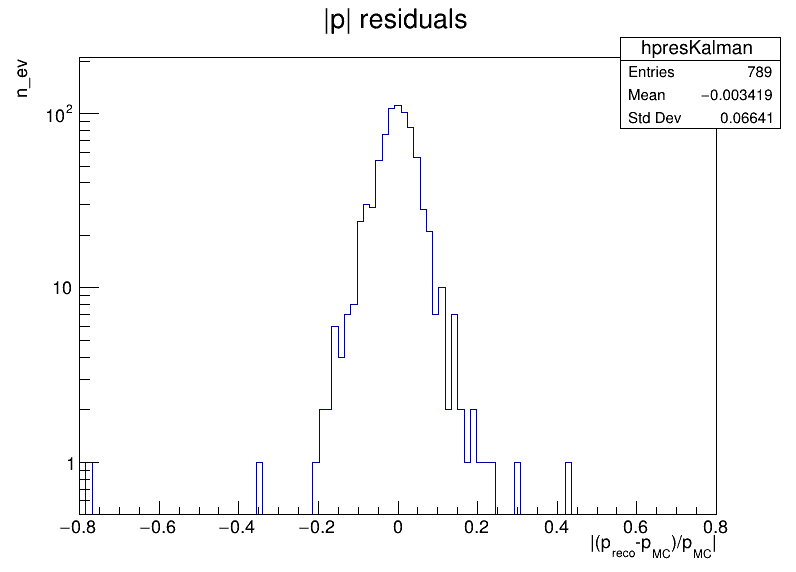 |p| residuals
hpresKalman
Entries 789
Mean −0.003419
Std Dev 0.06641
n_ev
10²
10
1
−0.8 −0.6 −0.4 −0.2 0 0.2 0.4 0.6 0.8
|(p_reco-p_MC)/p_MC|